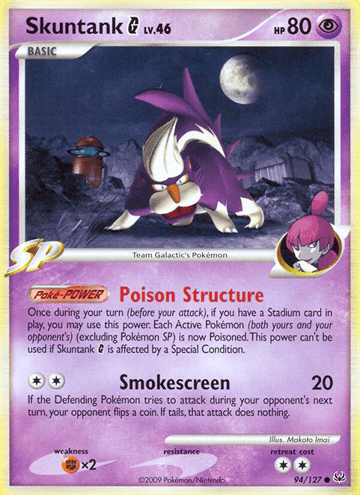 Skuntank G LV.46 HP 80
BASIC
Team Galactic's Pokémon
SP
Poké-POWER Poison Structure
Once during your turn (before your attack), if you have a Stadium card in
play, you may use this power. Each Active Pokémon (both yours and your
opponent's) (excluding Pokémon SP) is now Poisoned. This power can't be
used if Skuntank G is affected by a Special Condition.
Smokescreen 20
If the Defending Pokémon tries to attack during your opponent's next
turn, your opponent flips a coin. If tails, that attack does nothing.
Illus. Makoto Imai
weakness resistance retreat cost
×2
94/127
©2009 Pokémon/Nintendo